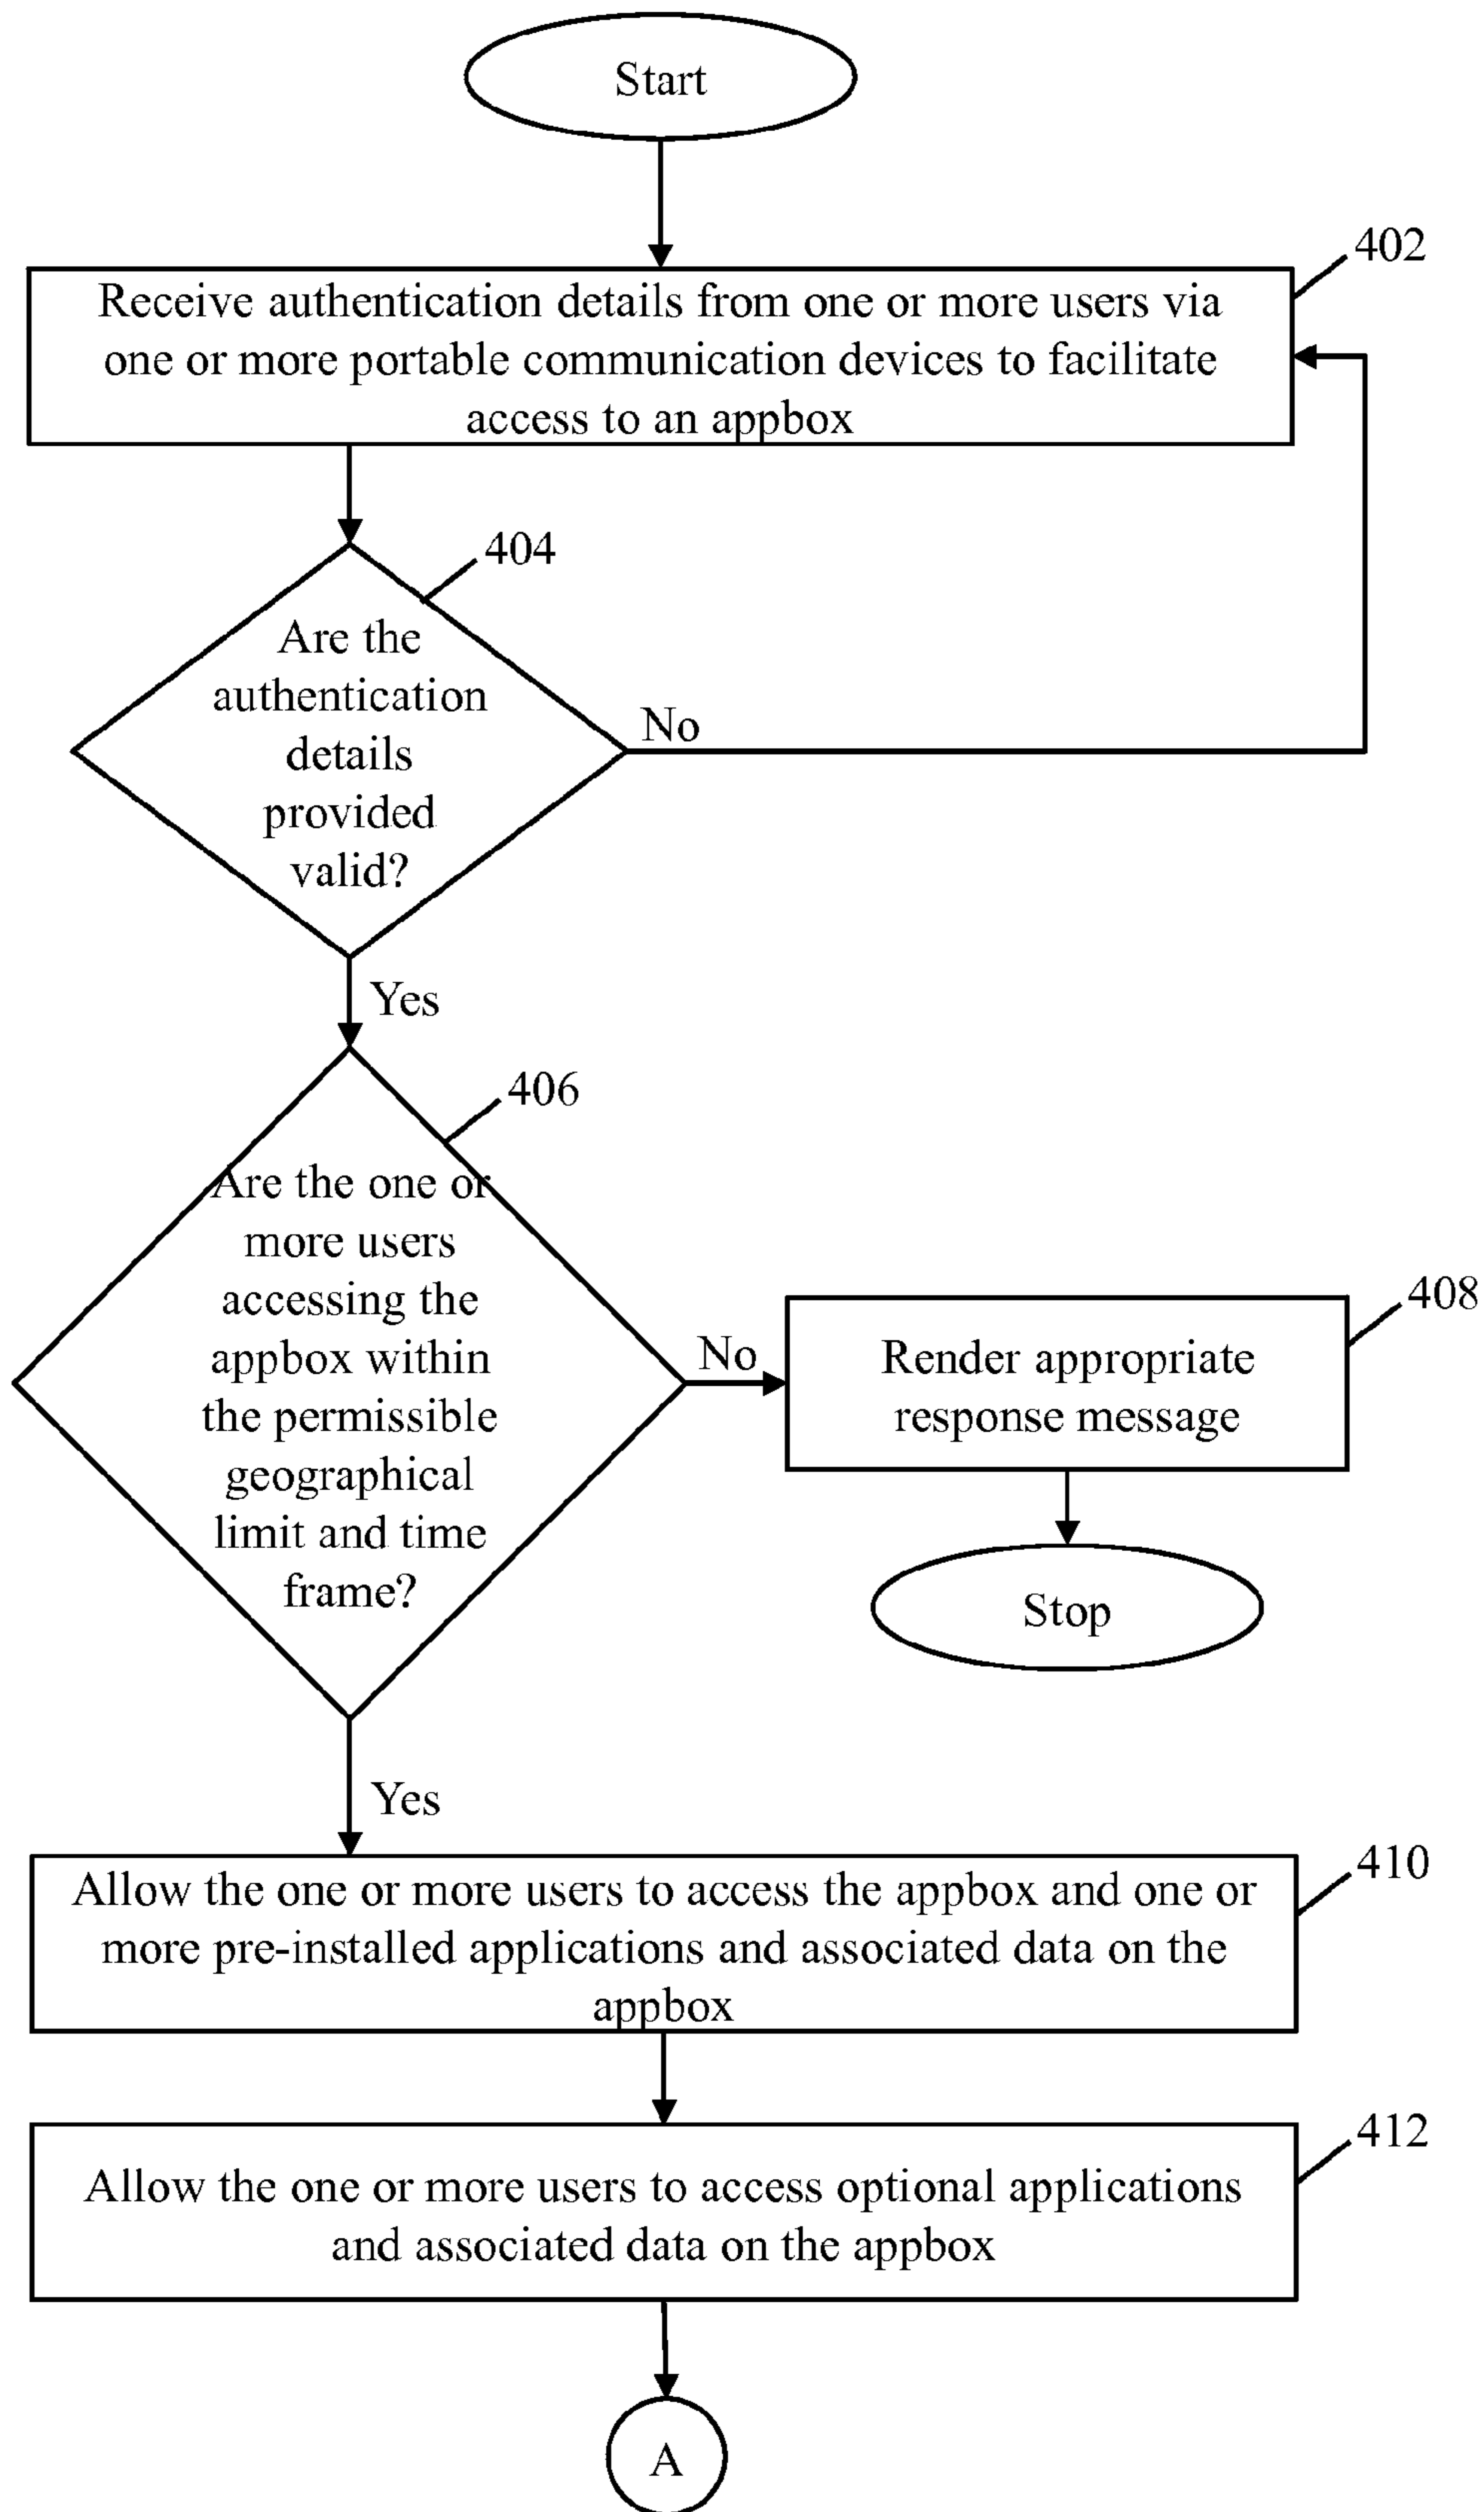 Start
402
Receive authentication details from one or more users via
one or more portable communication devices to facilitate
access to an appbox
404
Are the
authentication
details
provided
valid?
No
Yes
406
Are the one or
more users
accessing the
appbox within
the permissible
geographical
limit and time
frame?
No
408
Render appropriate
response message
Stop
Yes
410
Allow the one or more users to access the appbox and one or
more pre-installed applications and associated data on the
appbox
412
Allow the one or more users to access optional applications
and associated data on the appbox
A